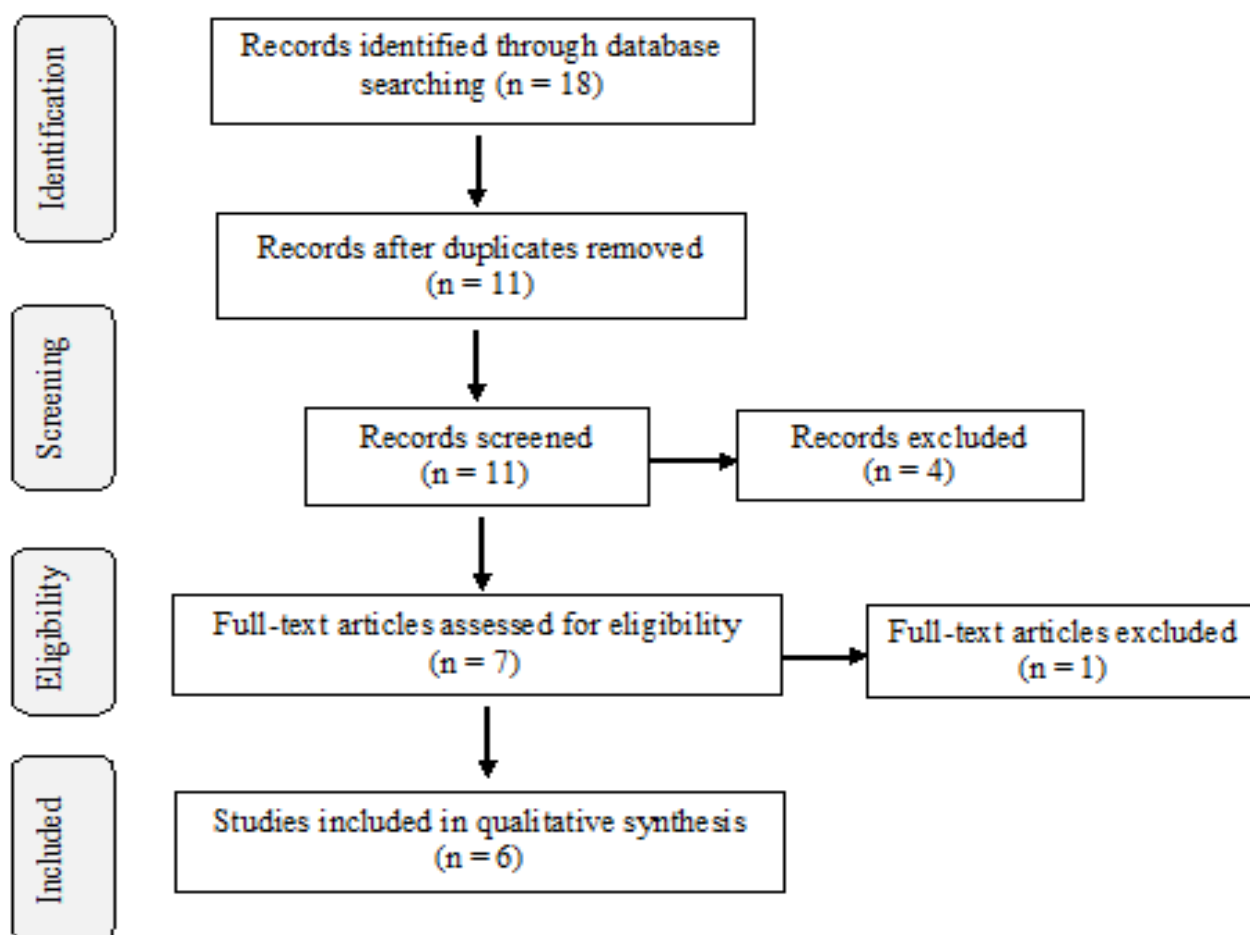 Identification
Records identified through database
searching (n = 18)
Records after duplicates removed
(n = 11)
Screening
Records screened
(n = 11)
Records excluded
(n = 4)
Eligibility
Full-text articles assessed for eligibility
(n = 7)
Full-text articles excluded
(n = 1)
Included
Studies included in qualitative synthesis
(n = 6)